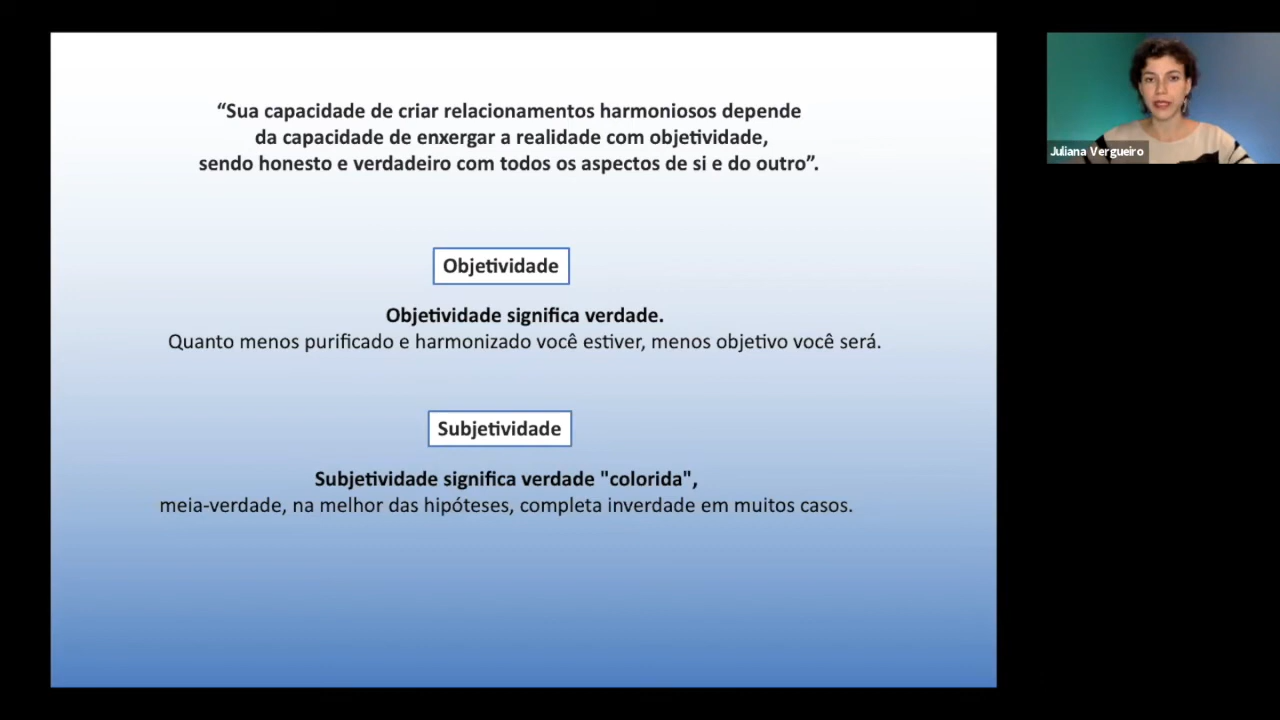 “Sua capacidade de criar relacionamentos harmoniosos depende
da capacidade de enxergar a realidade com objetividade,
sendo honesto e verdadeiro com todos os aspectos de si e do outro”.
Objetividade
Objetividade significa verdade.
Quanto menos purificado e harmonizado você estiver, menos objetivo você será.
Subjetividade
Subjetividade significa verdade "colorida",
meia-verdade, na melhor das hipóteses, completa inverdade em muitos casos.
Juliana Vergueiro